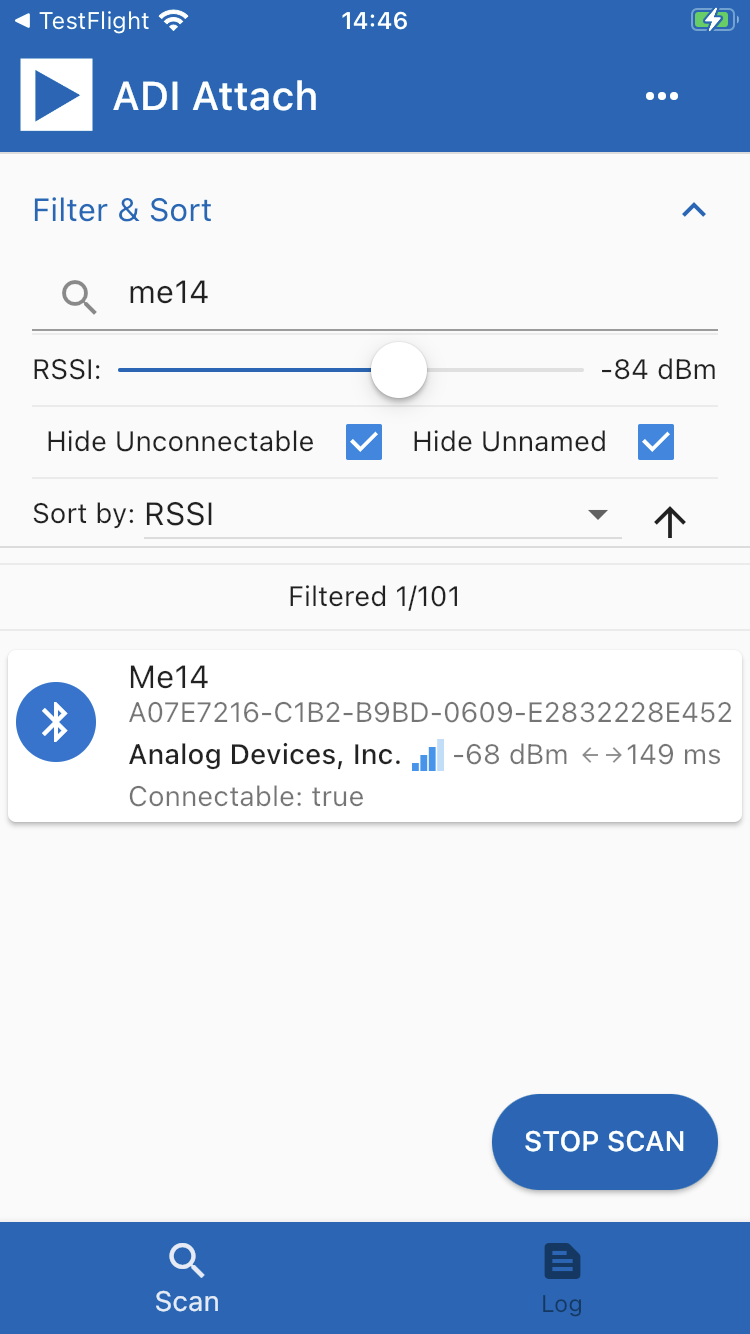 TestFlight 14:46
ADI Attach
Filter & Sort
me14
RSSI: -84 dBm
Hide Unconnectable Hide Unnamed
Sort by: RSSI
Filtered 1/101
Me14
A07E7216-C1B2-B9BD-0609-E2832228E452
Analog Devices, Inc. -68 dBm ←→149 ms
Connectable: true
STOP SCAN
Scan Log